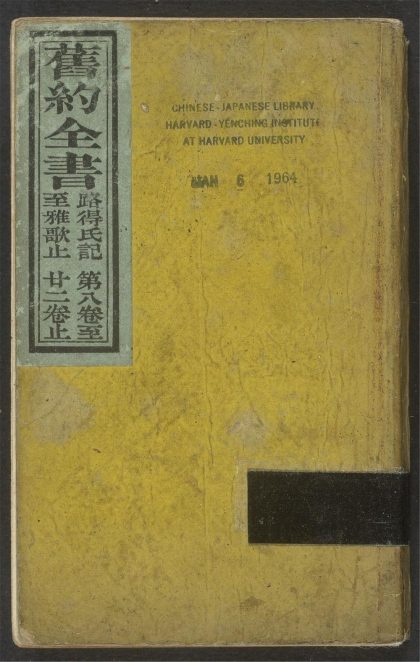 舊約全書
路得氏記 第八卷至
至雅歌止 廿二卷止
CHINESE-JAPANESE LIBRARY
HARVARD-YENCHING INSTITUTE
AT HARVARD UNIVERSITY
MAR 6 1964